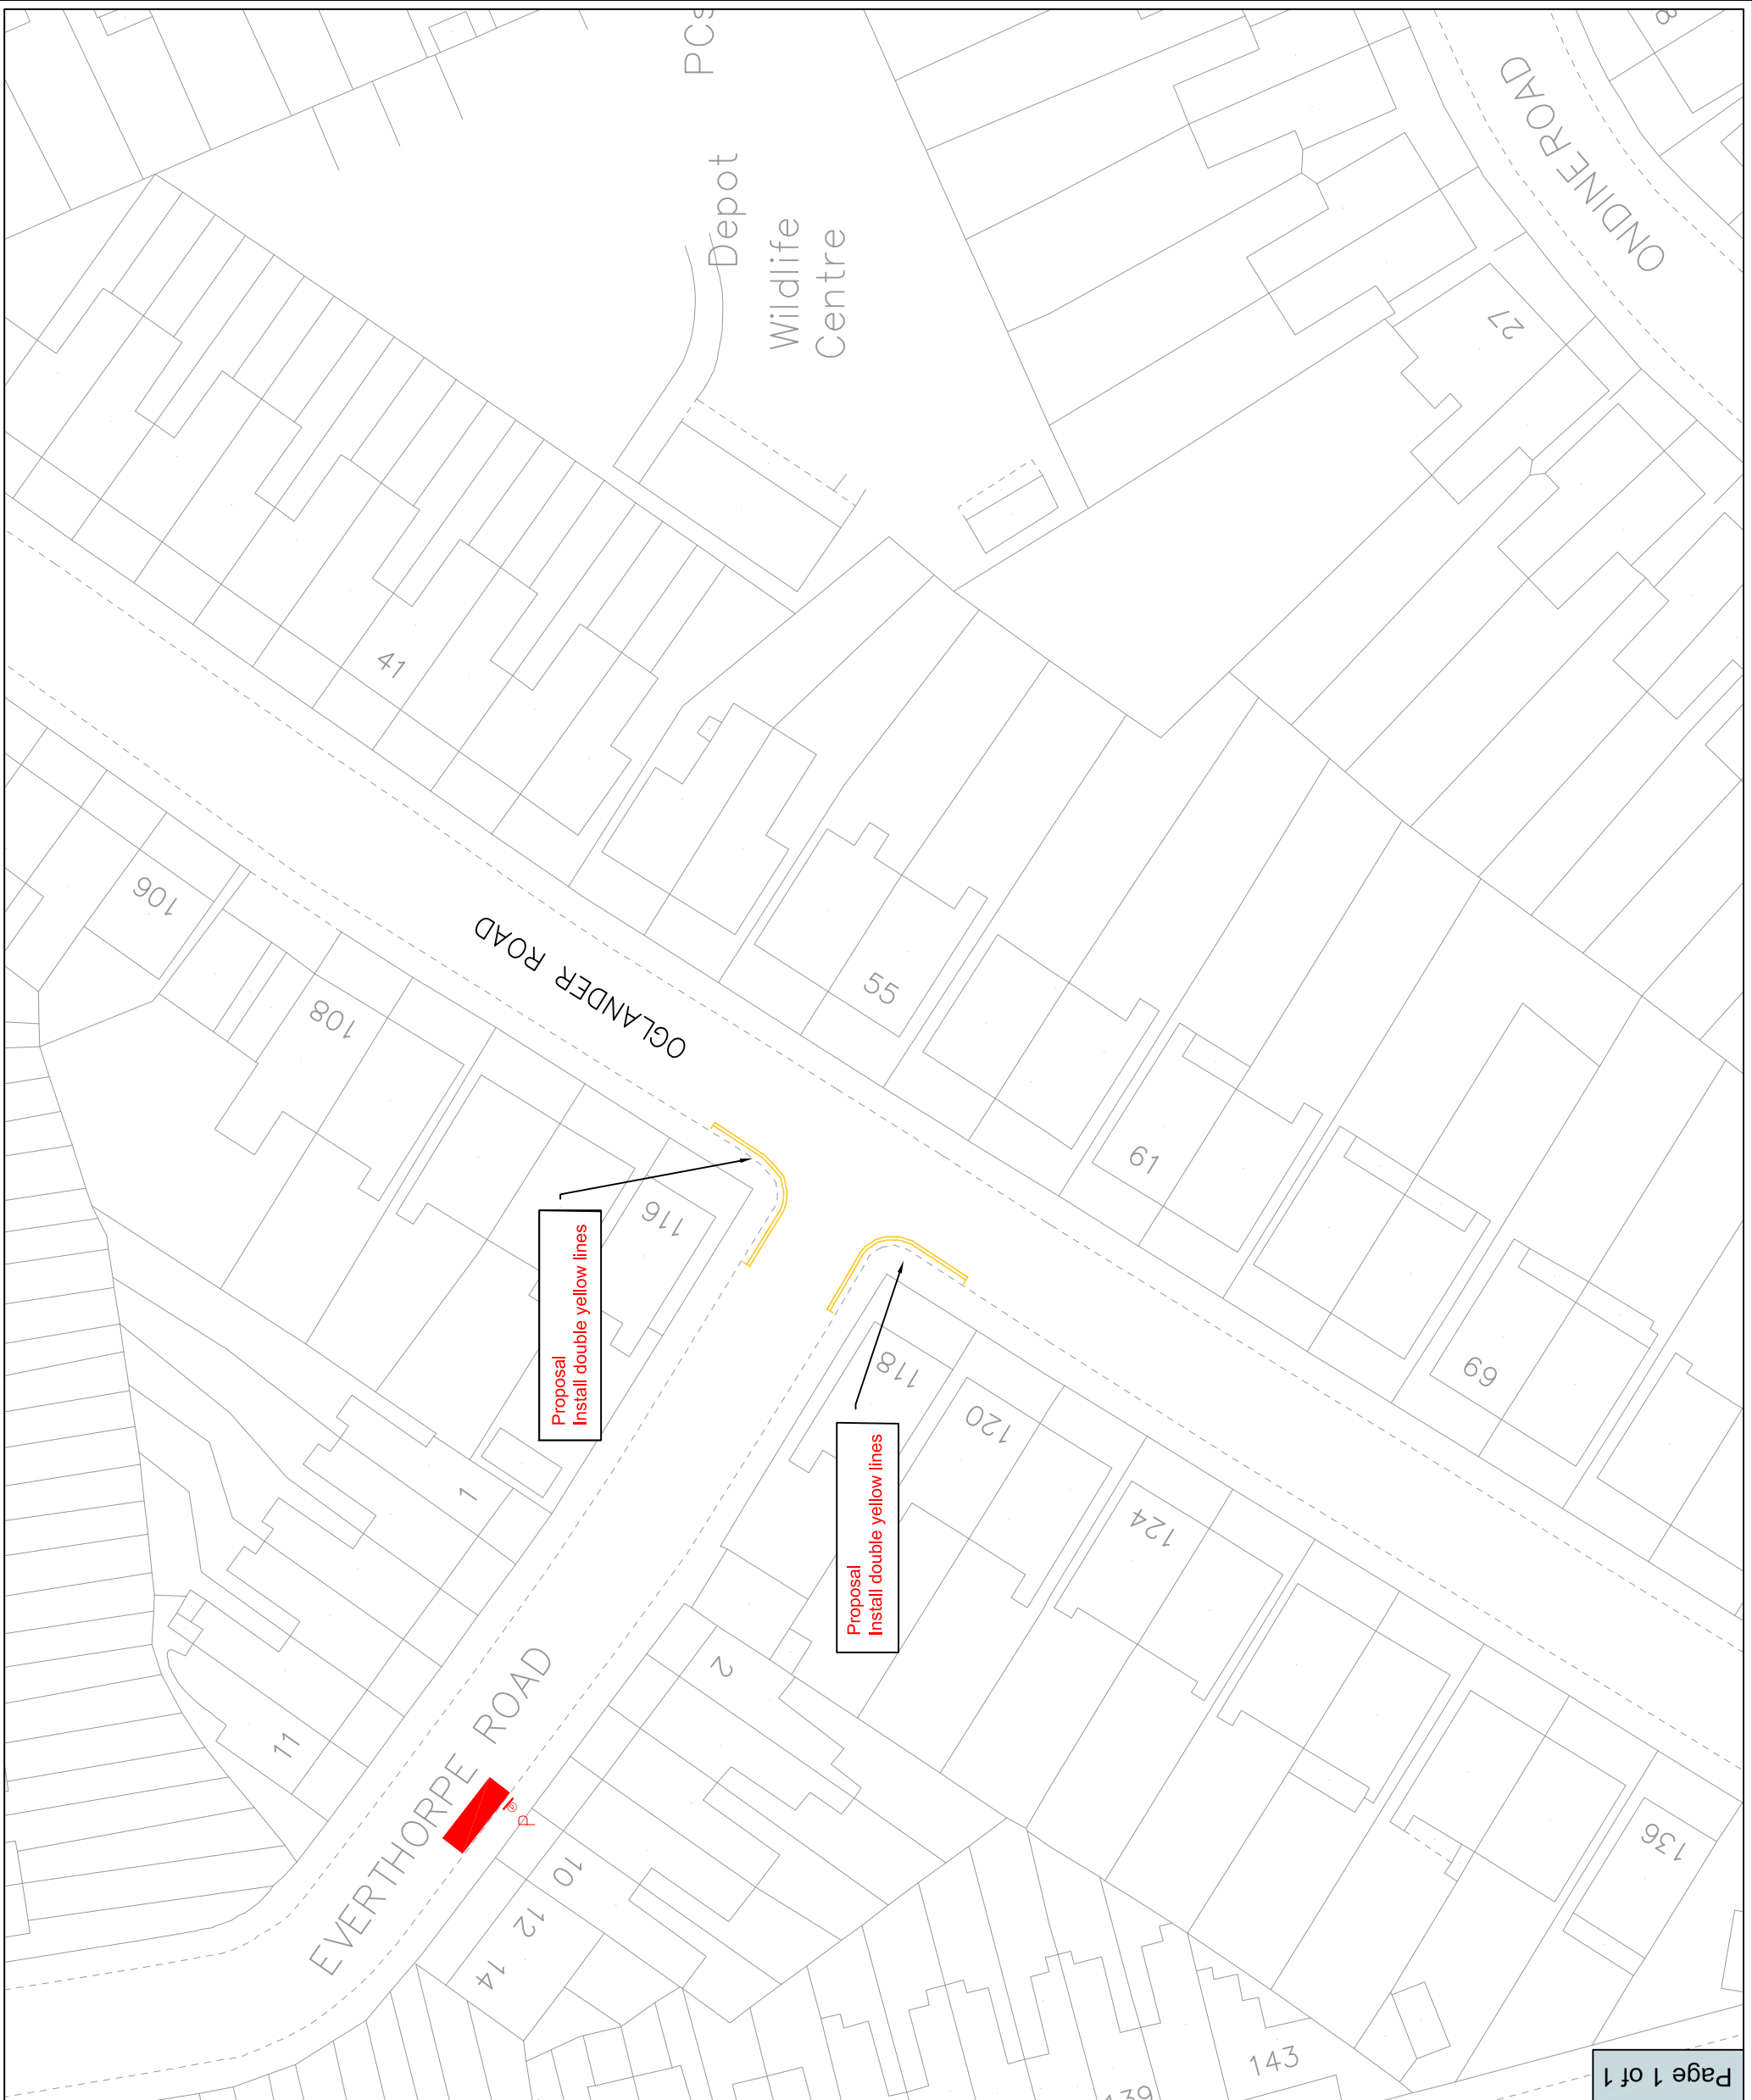 PCs
Depot
Wildlife
Centre
ONDINE ROAD
8
27
41
106
108
OGLANDER ROAD
55
61
69
116
Proposal
Install double yellow lines
118
120
124
136
Proposal
Install double yellow lines
1
11
2
EVERTHORPE ROAD
P
10
12
14
143
139
Page 1 of 1